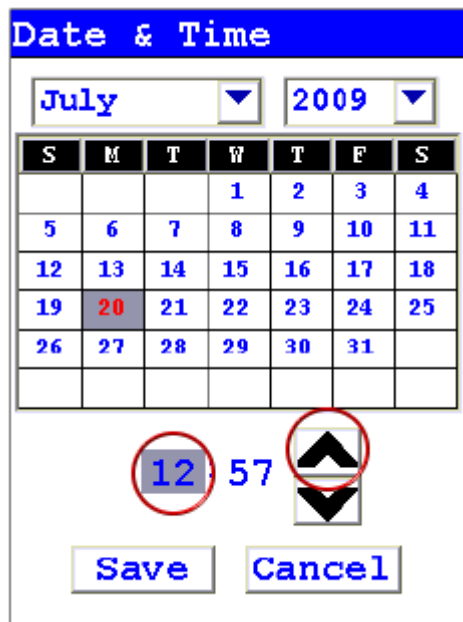 Date & Time
July 2009
S M T W T F S
1 2 3 4
5 6 7 8 9 10 11
12 13 14 15 16 17 18
19 20 21 22 23 24 25
26 27 28 29 30 31
12:57
Save Cancel